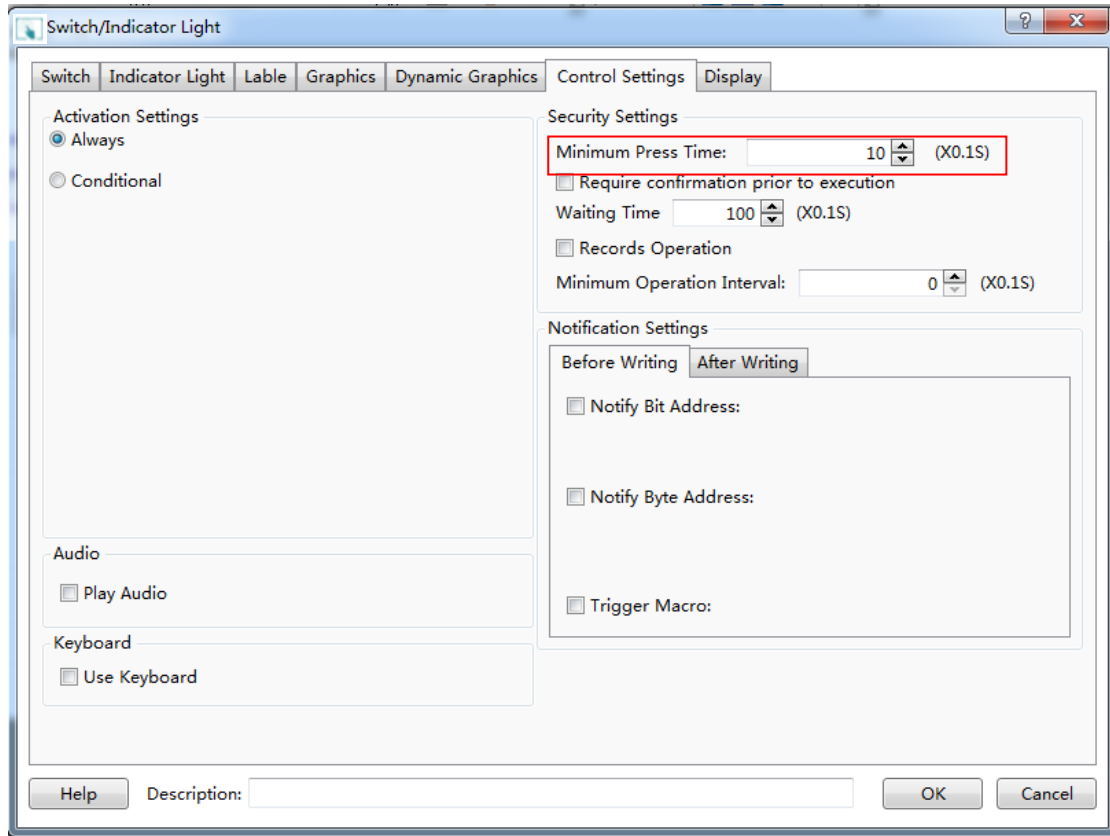 Switch/Indicator Light
Switch Indicator Light Lable Graphics Dynamic Graphics Control Settings Display
Activation Settings
Always
Conditional
Audio
Play Audio
Keyboard
Use Keyboard
Security Settings
Minimum Press Time: 10 (X0.1S)
Require confirmation prior to execution
Waiting Time 100 (X0.1S)
Records Operation
Minimum Operation Interval: 0 (X0.1S)
Notification Settings
Before Writing After Writing
Notify Bit Address:
Notify Byte Address:
Trigger Macro:
Help Description: OK Cancel